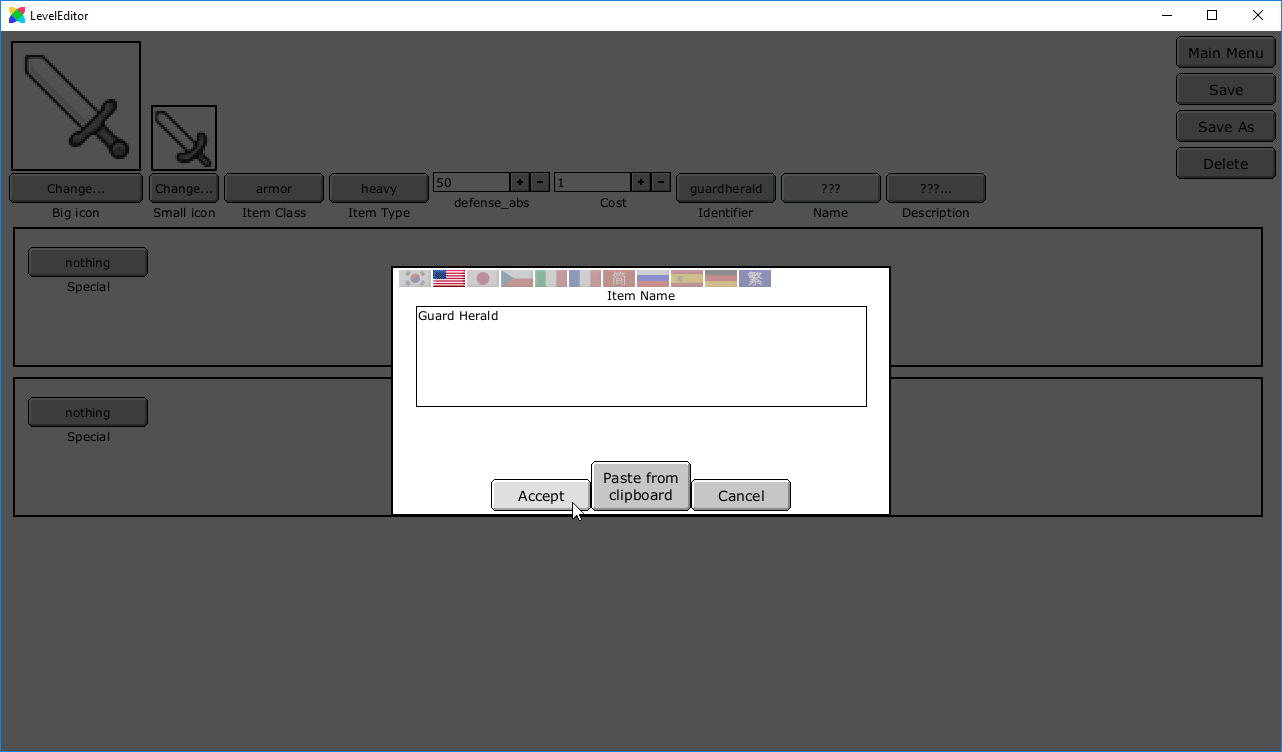 LevelEditor
Main Menu
Save
Save As
Delete
Change...
Change...
armor
heavy
50
+
-
1
+
-
guardherald
???
???...
Big icon
Small icon
Item Class
Item Type
defense_abs
Cost
Identifier
Name
Description
nothing
Special
简
繁
Item Name
Guard Herald
nothing
Special
Accept
Paste from
clipboard
Cancel